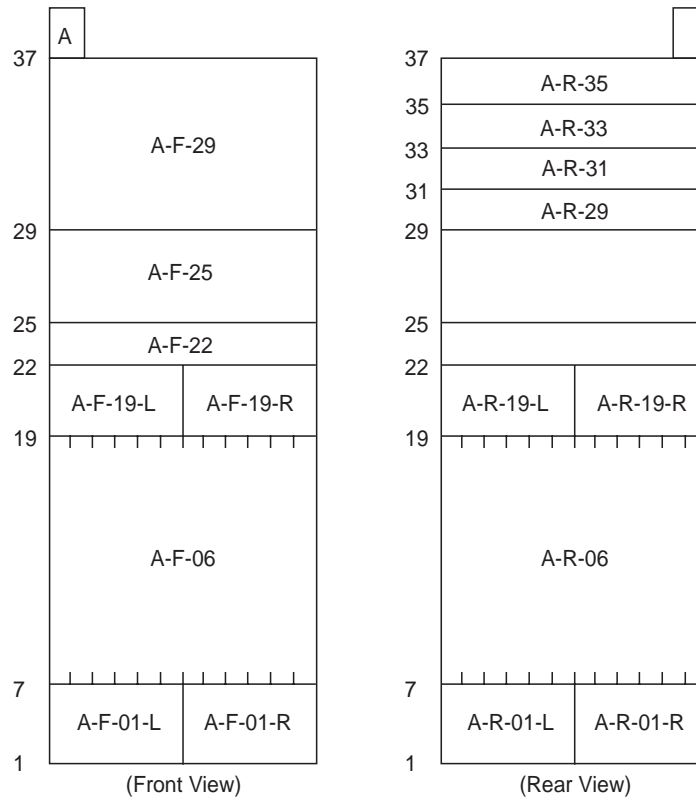 A
37
A-F-29
29
A-F-25
25
A-F-22
22
A-F-19-L A-F-19-R
19
A-F-06
7
A-F-01-L A-F-01-R
1
(Front View)
37
A-R-35
35
A-R-33
33
A-R-31
31
A-R-29
29
25
22
A-R-19-L A-R-19-R
19
A-R-06
7
A-R-01-L A-R-01-R
1
(Rear View)